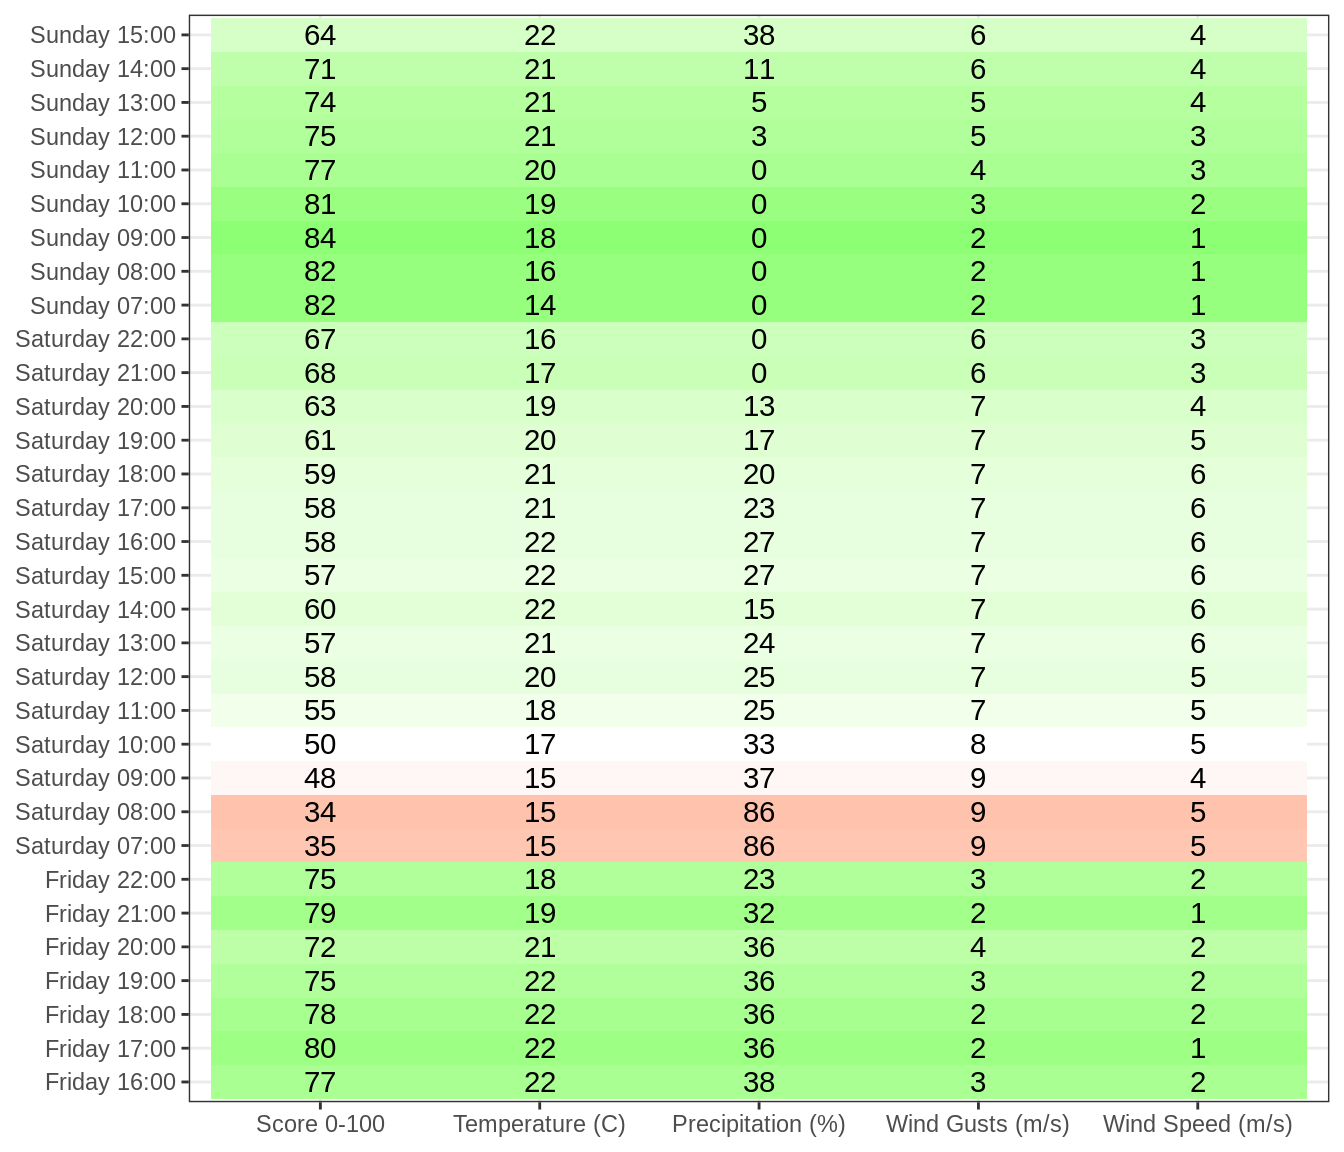 Sunday 15:00 64 22 38 6 4
Sunday 14:00 71 21 11 6 4
Sunday 13:00 74 21 5 5 4
Sunday 12:00 75 21 3 5 3
Sunday 11:00 77 20 0 4 3
Sunday 10:00 81 19 0 3 2
Sunday 09:00 84 18 0 2 1
Sunday 08:00 82 16 0 2 1
Sunday 07:00 82 14 0 2 1
Saturday 22:00 67 16 0 6 3
Saturday 21:00 68 17 0 6 3
Saturday 20:00 63 19 13 7 4
Saturday 19:00 61 20 17 7 5
Saturday 18:00 59 21 20 7 6
Saturday 17:00 58 21 23 7 6
Saturday 16:00 58 22 27 7 6
Saturday 15:00 57 22 27 7 6
Saturday 14:00 60 22 15 7 6
Saturday 13:00 57 21 24 7 6
Saturday 12:00 58 20 25 7 5
Saturday 11:00 55 18 25 7 5
Saturday 10:00 50 17 33 8 5
Saturday 09:00 48 15 37 9 4
Saturday 08:00 34 15 86 9 5
Saturday 07:00 35 15 86 9 5
Friday 22:00 75 18 23 3 2
Friday 21:00 79 19 32 2 1
Friday 20:00 72 21 36 4 2
Friday 19:00 75 22 36 3 2
Friday 18:00 78 22 36 2 2
Friday 17:00 80 22 36 2 1
Friday 16:00 77 22 38 3 2
Score 0-100 Temperature (C) Precipitation (%) Wind Gusts (m/s) Wind Speed (m/s)